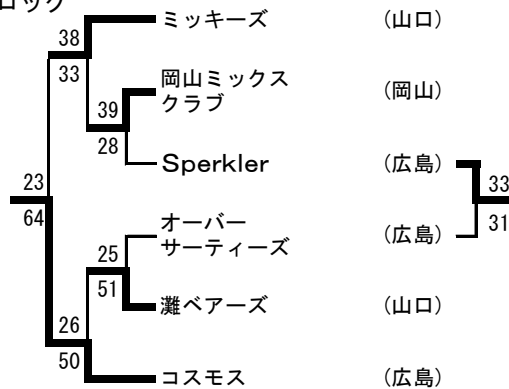 ロック
ミッキーズ (山口)
38
33
岡山ミックス
クラブ (岡山)
39
28
Sperkler (広島)
23
64
33
31
オーバー
サーティーズ (広島)
25
51
灘ベアーズ (山口)
26
50
コスモス (広島)